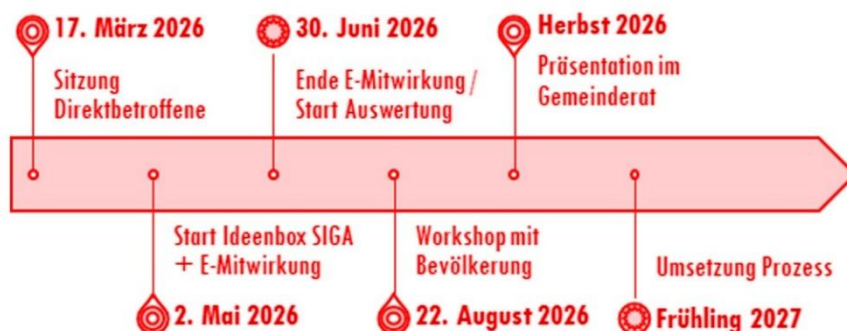 17. März 2026
Sitzung
Direktbetroffene
30. Juni 2026
Ende E-Mitwirkung /
Start Auswertung
Herbst 2026
Präsentation im
Gemeinderat
Start Ideenbox SIGA
+ E-Mitwirkung
2. Mai 2026
Workshop mit
Bevölkerung
22. August 2026
Umsetzung Prozess
Frühling 2027